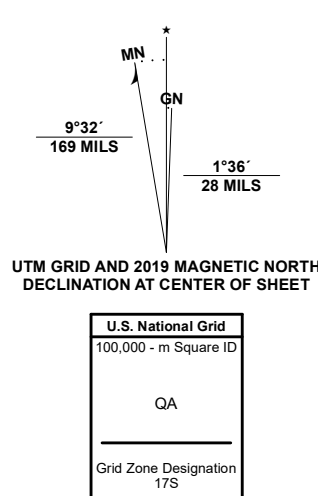 MN
GN
9°32´
169 MILS
1°36´
28 MILS
UTM GRID AND 2019 MAGNETIC NORTH
DECLINATION AT CENTER OF SHEET
U.S. National Grid
100,000 - m Square ID
QA
Grid Zone Designation
17S